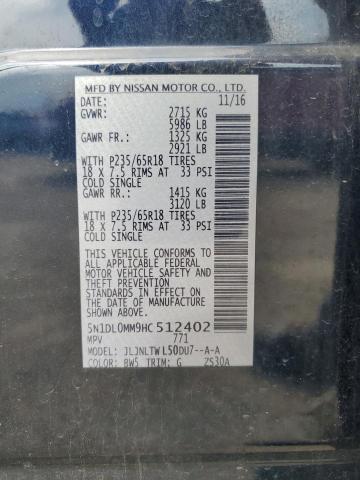 MFD BY NISSAN MOTOR CO., LTD.
DATE: 11/16
GVWR: 2715 KG
5986 LB
GAWR FR.: 1325 KG
2921 LB
WITH P235/65R18 TIRES
18 X 7.5 RIMS AT 33 PSI
COLD SINGLE
GAWR RR.: 1415 KG
3120 LB
WITH P235/65R18 TIRES
18 X 7.5 RIMS AT 33 PSI
COLD SINGLE
THIS VEHICLE CONFORMS TO
ALL APPLICABLE FEDERAL MOTOR
VEHICLE SAFETY AND THEFT
PREVENTION STANDARDS IN EFFECT
ON THE DATE OF MANUFACTURE
SHOWN ABOVE.
5N1DL0MM9HC512402
MPV 771
MODEL: JLJNLTWL50DU7--A-A
COLOR: BW5 TRIM: G ZS30A